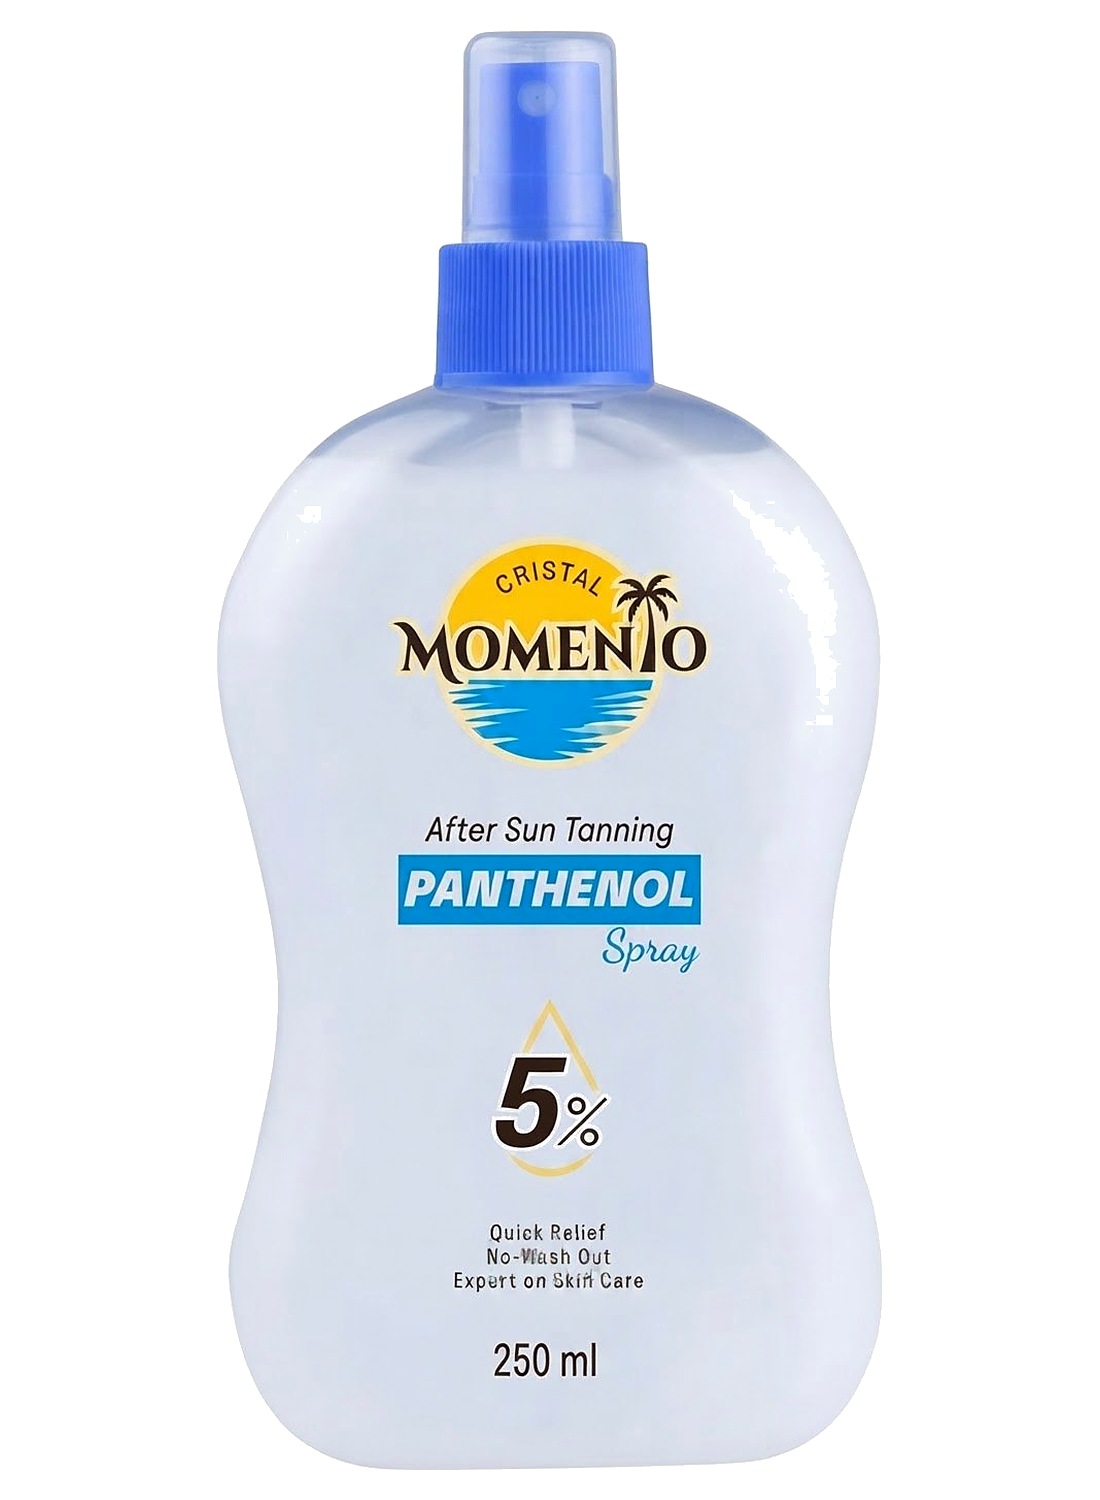 CRISTAL
MOMENTO
After Sun Tanning
PANTHENOL
Spray
5%
Quick Relief
No-Wash Out
Expert on Skin Care
250 ml